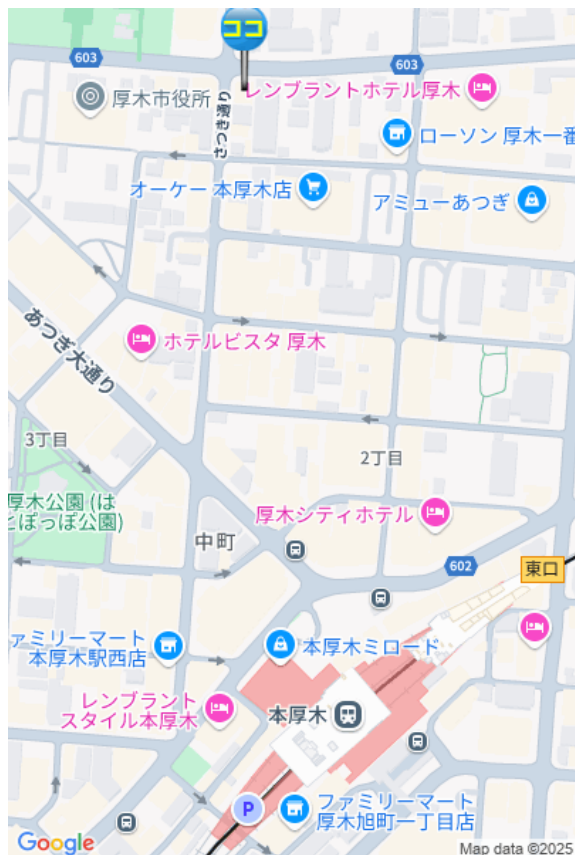 ココ
603
603
レンブラントホテル厚木
厚木市役所
さつき通り
ローソン 厚木一番
オーケー 本厚木店
アミューあつぎ
あつぎ大通り
ホテルビスタ 厚木
3丁目
2丁目
厚木公園 (は
とぽっぽ公園)
厚木シティホテル
中町
602
東口
ファミリーマート
本厚木駅西店
本厚木ミロード
レンブラント
スタイル本厚木
本厚木
P
ファミリーマート
厚木旭町一丁目店
Google
Map data ©2025